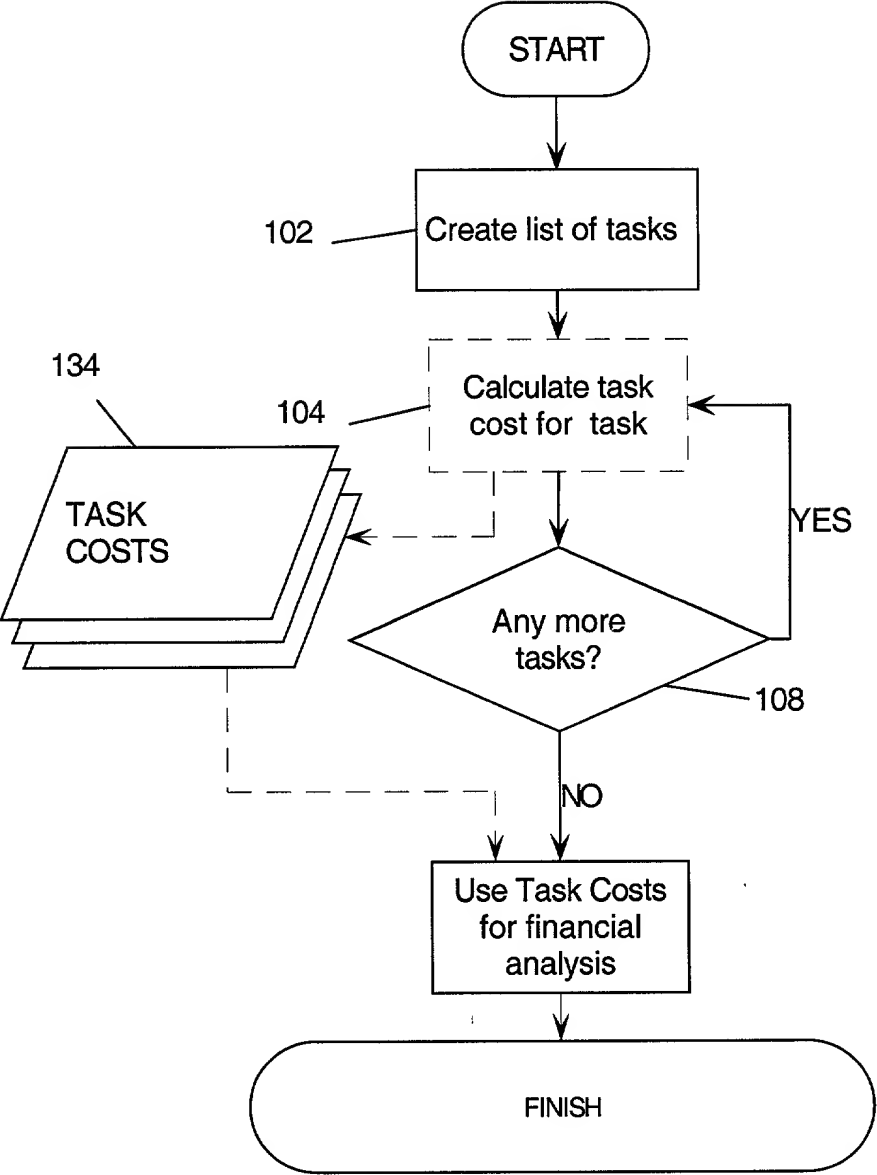 START
102
Create list of tasks
134
104
Calculate task
cost for task
TASK
COSTS
YES
Any more
tasks?
108
NO
Use Task Costs
for financial
analysis
FINISH